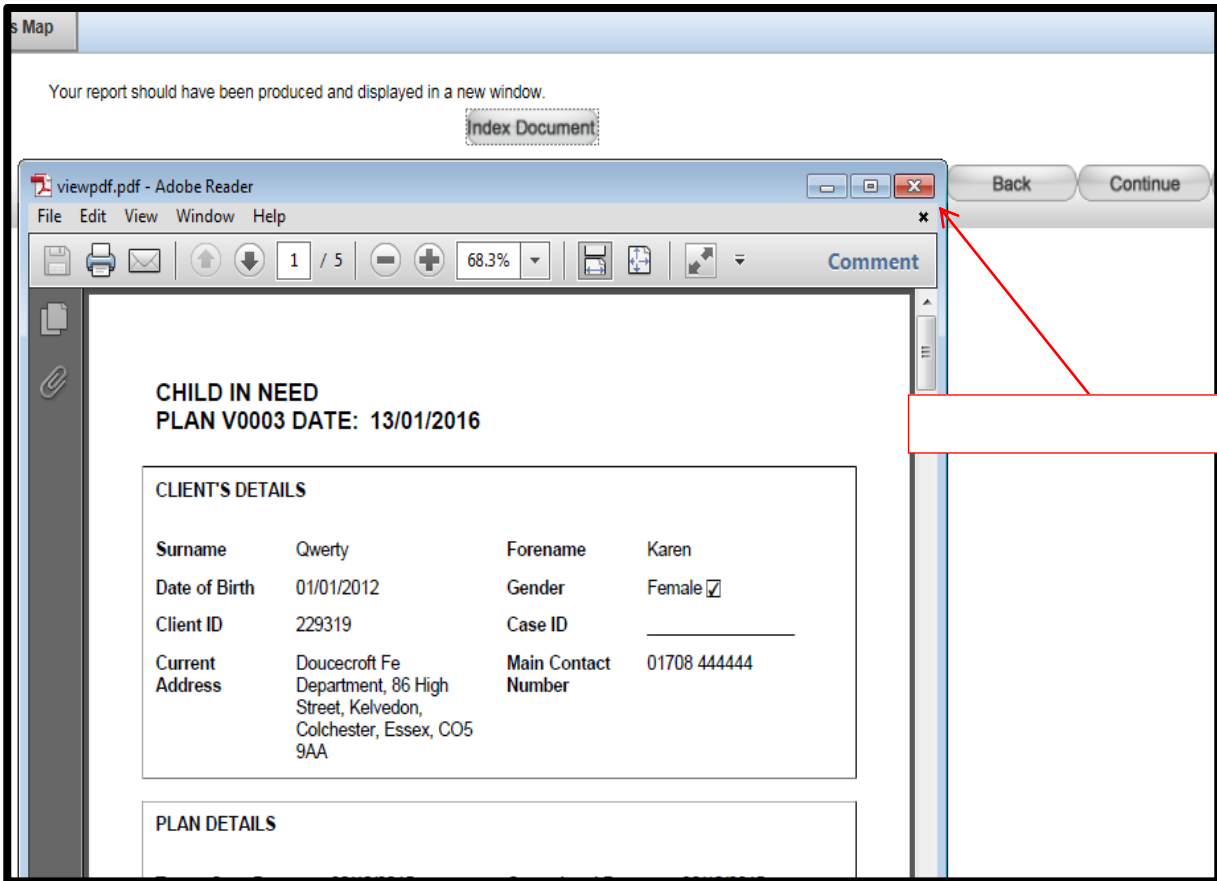 s Map
Your report should have been produced and displayed in a new window.
Index Document
Back Continue
viewpdf.pdf - Adobe Reader
File Edit View Window Help
1 / 5 68.3% Comment
CHILD IN NEED
PLAN V0003 DATE: 13/01/2016
CLIENT'S DETAILS
Surname Qwerty Forename Karen
Date of Birth 01/01/2012 Gender Female
Client ID 229319 Case ID
Current Address Doucecroft Fe Main Contact Number 01708 444444
Department, 86 High
Street, Kelvedon,
Colchester, Essex, CO5
9AA
PLAN DETAILS